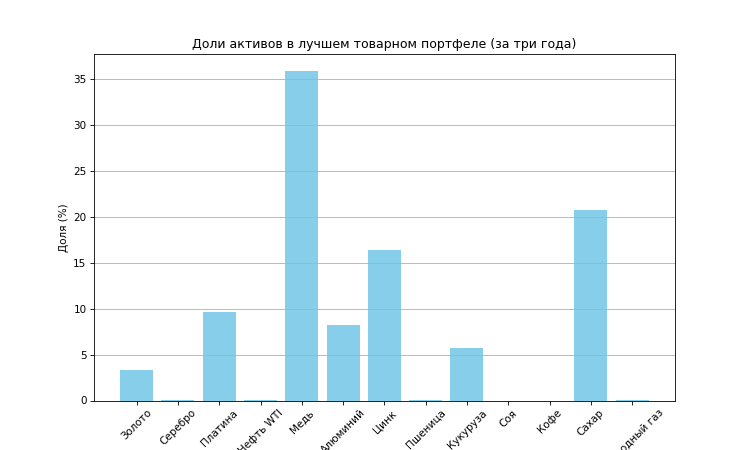 Доли активов в лучшем товарном портфеле (за три года)
Доля (%)
35
30
25
20
15
10
5
0
Золото
Серебро
Платина
Нефть WTI
Медь
Алюминий
Цинк
Пшеница
Кукуруза
Соя
Кофе
Сахар
газ